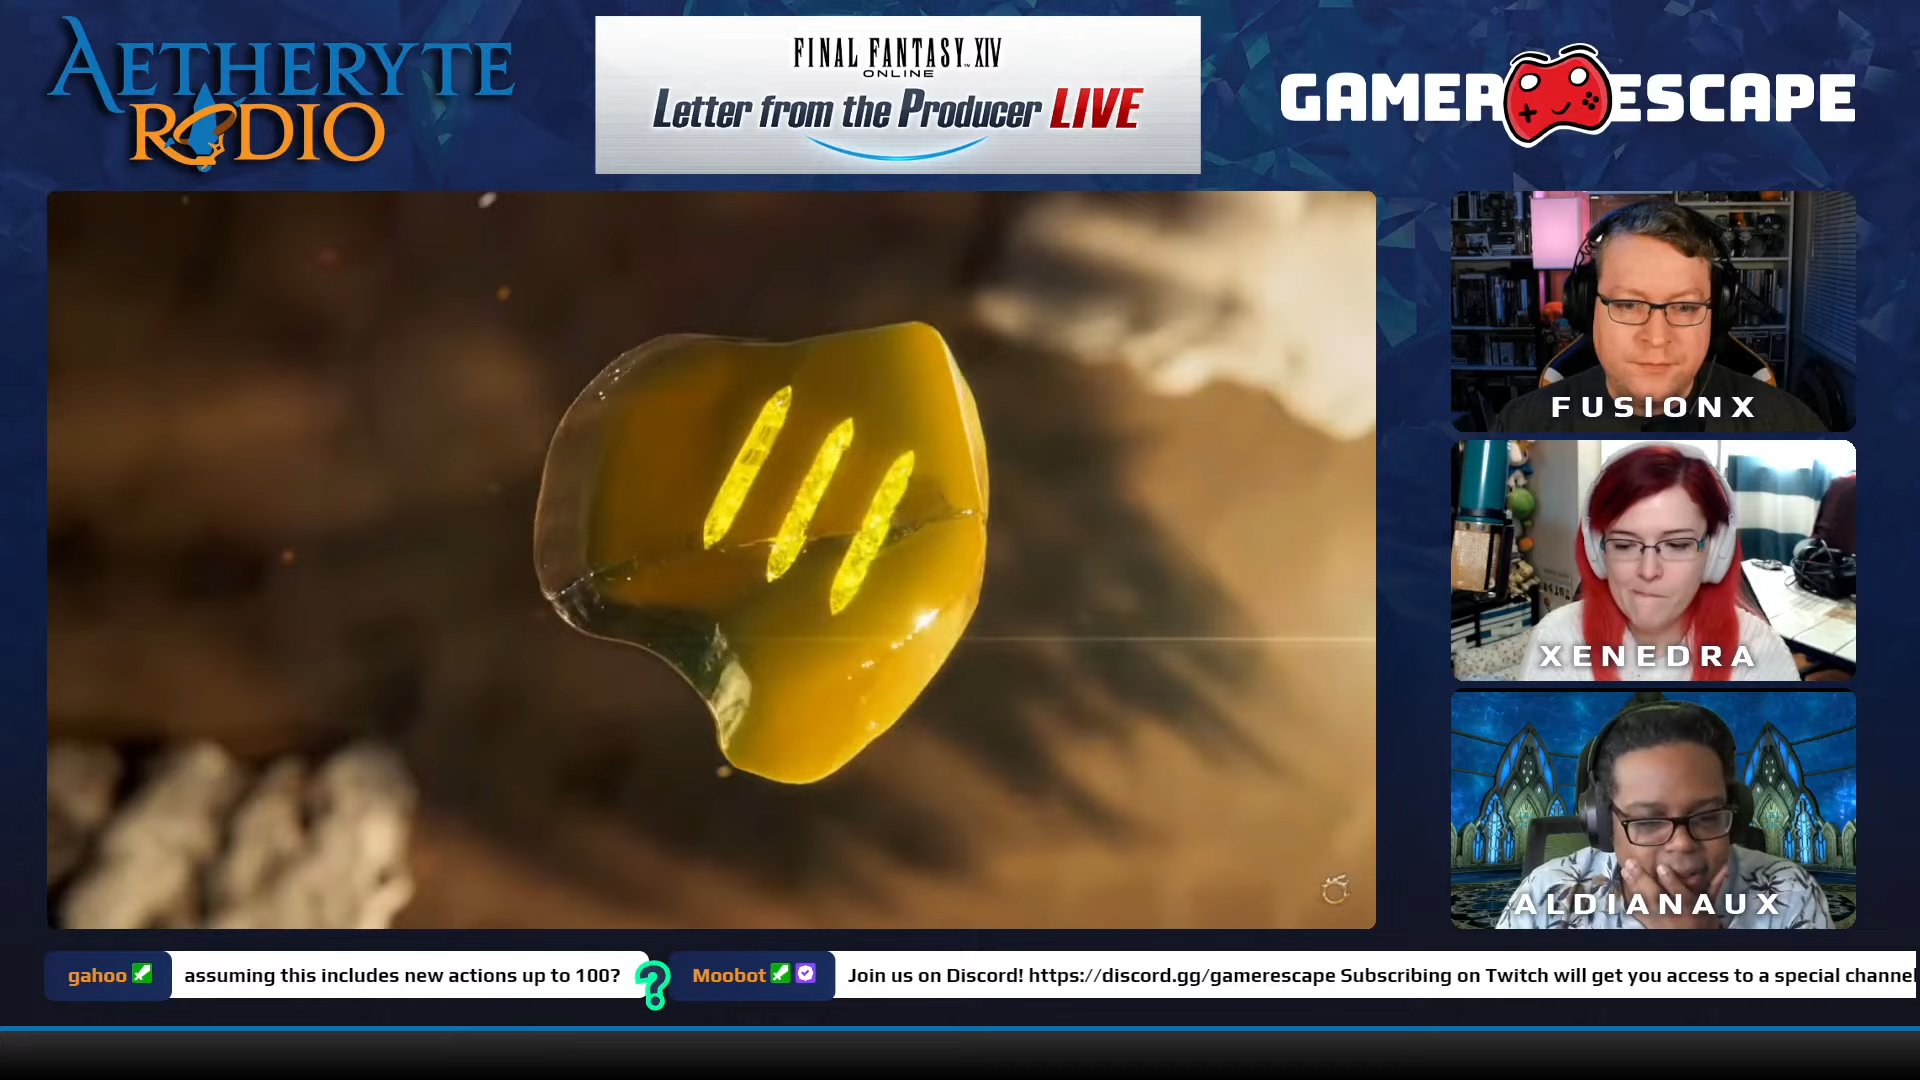 AETHERYTE
RADIO
FINAL FANTASY XIV
ONLINE
Letter from the Producer LIVE
GAMER ESCAPE
FUSIONX
XENEDRA
ALDIANAUX
gahoo assuming this includes new actions up to 100?
Moobot Join us on Discord! https://discord.gg/gamerescape Subscribing on Twitch will get you access to a special channel